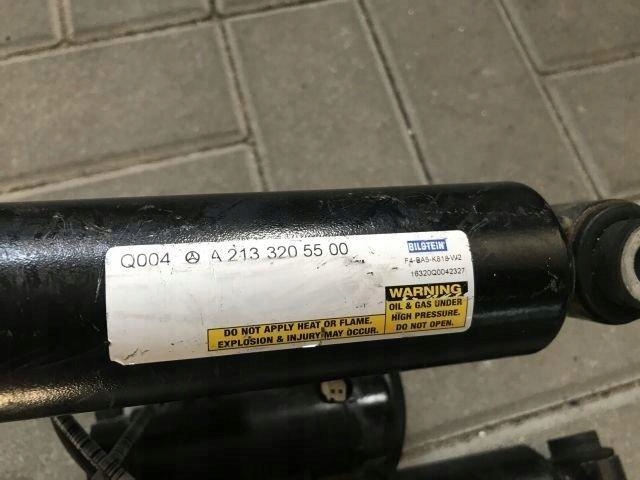 Q004 A 213 320 55 00
BILSTEIN
F4-BA5-K818-W2
16320Q0042327
WARNING
OIL & GAS UNDER
HIGH PRESSURE.
DO NOT OPEN.
DO NOT APPLY HEAT OR FLAME.
EXPLOSION & INJURY MAY OCCUR.